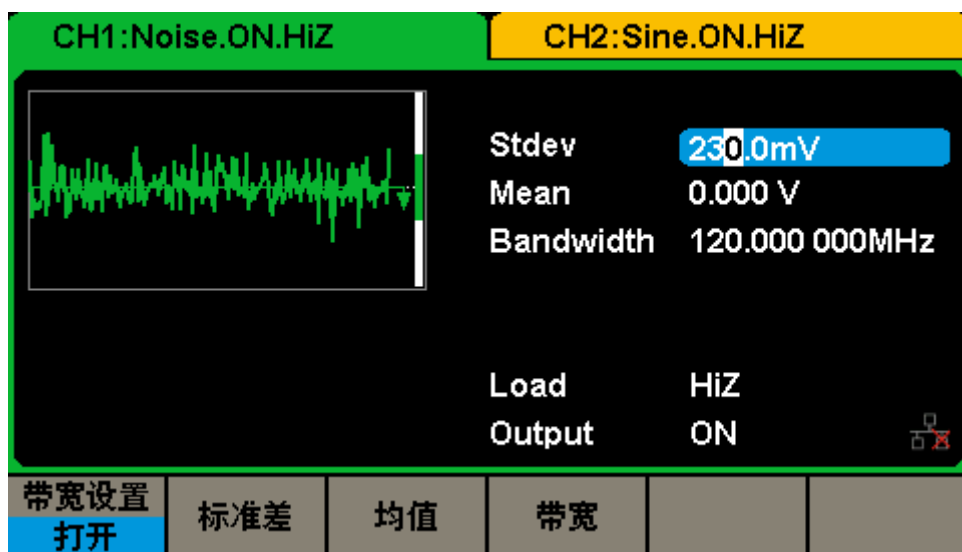 CH1:Noise.ON.HiZ
CH2:Sine.ON.HiZ
Stdev 230.0mV
Mean 0.000 V
Bandwidth 120.000 000MHz
Load HiZ
Output ON
带宽设置
打开
标准差
均值
带宽